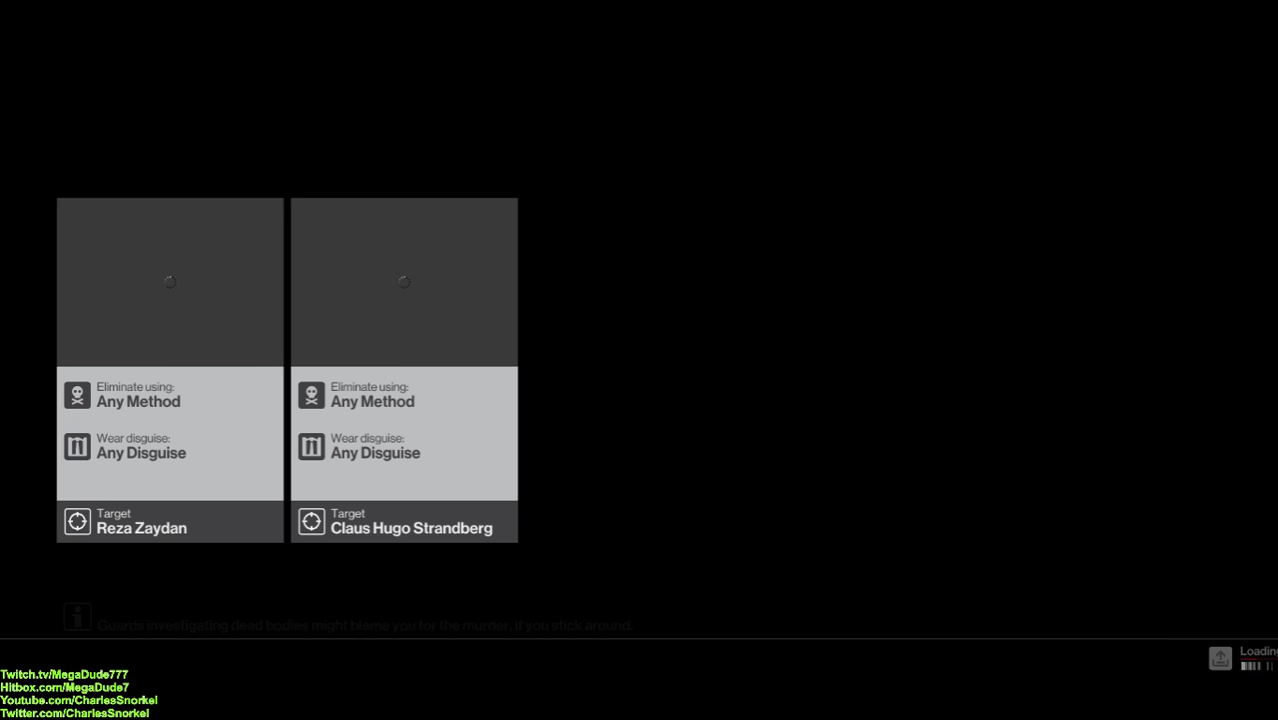 Eliminate using:
Any Method
Wear disguise:
Any Disguise
Target
Reza Zaydan
Eliminate using:
Any Method
Wear disguise:
Any Disguise
Target
Claus Hugo Strandberg
Guards investigating dead bodies might blame you for the murder, if you stick around.
Loading
Twitch.tv/MegaDude777
Hitbox.com/MegaDude7
Youtube.com/CharlesSnorkel
Twitter.com/CharlesSnorkel